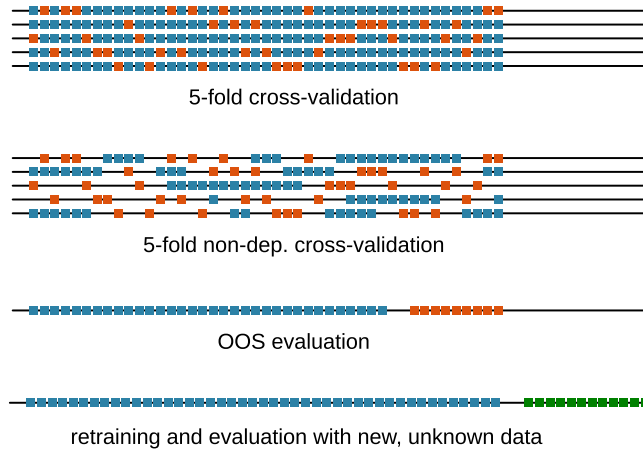 5-fold cross-validation
5-fold non-dep. cross-validation
OOS evaluation
retraining and evaluation with new, unknown data